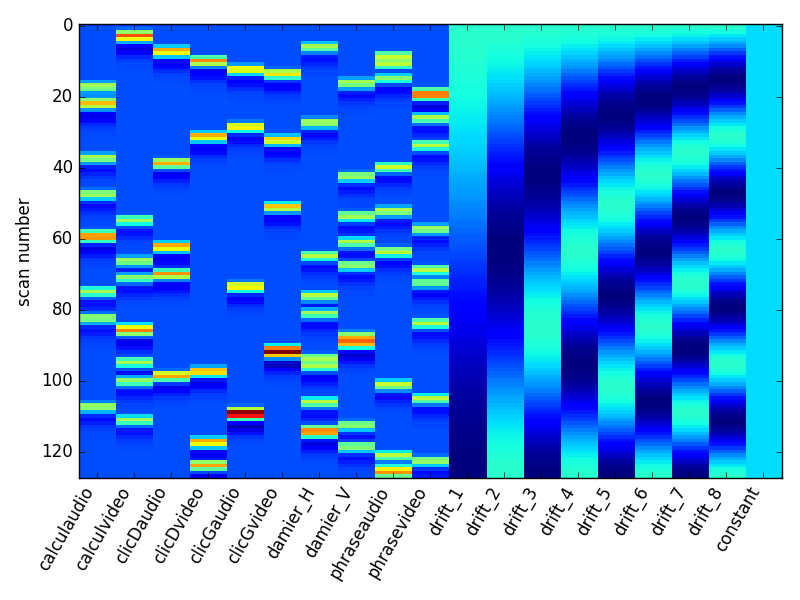 0
20
40
60
80
100
120
scan number
calculaudio
calculvideo
clicDaudio
clicDvideo
clicGaudio
clicGvideo
damier_H
damier_V
phraseaudio
phrasevideo
drift_1
drift_2
drift_3
drift_4
drift_5
drift_6
drift_7
drift_8
constant